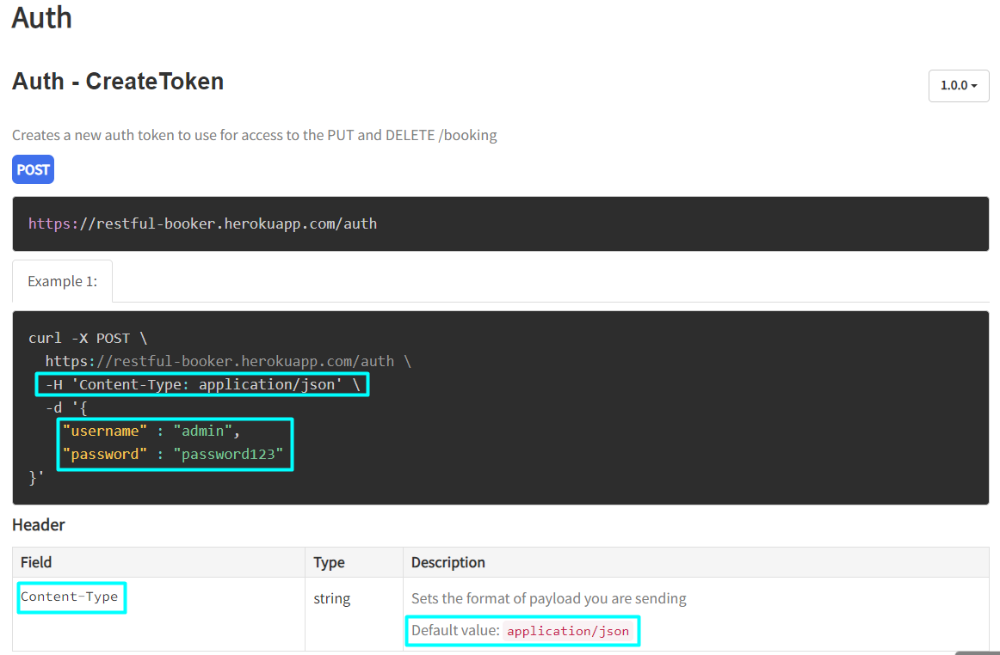 Auth
Auth - CreateToken
1.0.0
Creates a new auth token to use for access to the PUT and DELETE /booking
POST
https://restful-booker.herokuapp.com/auth
Example 1:
curl -X POST \
https://restful-booker.herokuapp.com/auth \
-H 'Content-Type: application/json' \
-d '{
"username" : "admin",
"password" : "password123"
}'
Header
Field Type Description
Content-Type string Sets the format of payload you are sending
Default value: application/json